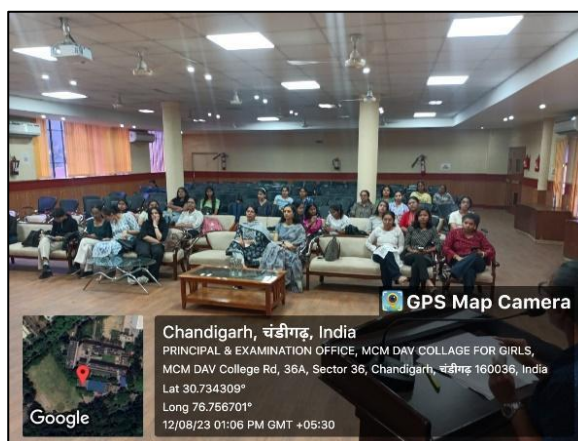 GPS Map Camera
Chandigarh, चंडीगढ़, India
PRINCIPAL & EXAMINATION OFFICE, MCM DAV COLLAGE FOR GIRLS,
MCM DAV College Rd, 36A, Sector 36, Chandigarh, चंडीगढ़ 160036, India
Lat 30.734309°
Long 76.756701°
12/08/23 01:06 PM GMT +05:30
Google